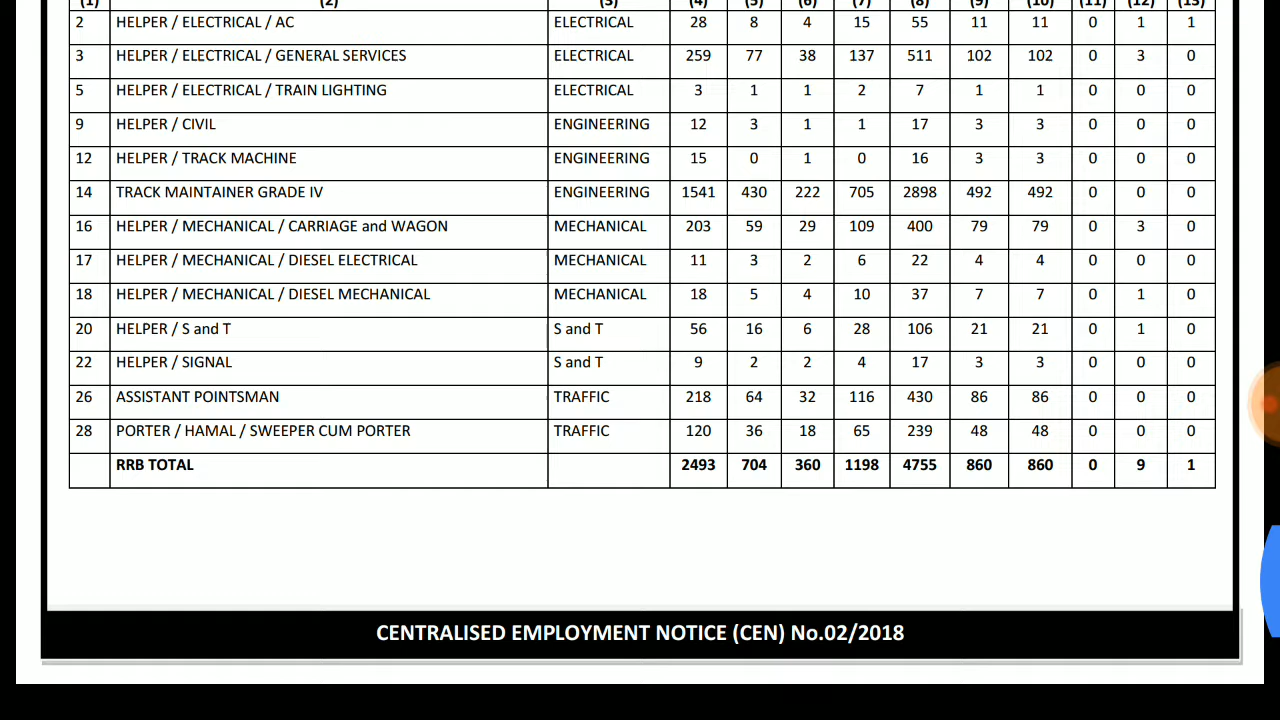 (1) (2) (3) (4) (5) (6) (7) (8) (9) (10) (11) (12) (13)
2 HELPER / ELECTRICAL / AC ELECTRICAL 28 8 4 15 55 11 11 0 1 1
3 HELPER / ELECTRICAL / GENERAL SERVICES ELECTRICAL 259 77 38 137 511 102 102 0 3 0
5 HELPER / ELECTRICAL / TRAIN LIGHTING ELECTRICAL 3 1 1 2 7 1 1 0 0 0
9 HELPER / CIVIL ENGINEERING 12 3 1 1 17 3 3 0 0 0
12 HELPER / TRACK MACHINE ENGINEERING 15 0 1 0 16 3 3 0 0 0
14 TRACK MAINTAINER GRADE IV ENGINEERING 1541 430 222 705 2898 492 492 0 0 0
16 HELPER / MECHANICAL / CARRIAGE and WAGON MECHANICAL 203 59 29 109 400 79 79 0 3 0
17 HELPER / MECHANICAL / DIESEL ELECTRICAL MECHANICAL 11 3 2 6 22 4 4 0 0 0
18 HELPER / MECHANICAL / DIESEL MECHANICAL MECHANICAL 18 5 4 10 37 7 7 0 1 0
20 HELPER / S and T S and T 56 16 6 28 106 21 21 0 1 0
22 HELPER / SIGNAL S and T 9 2 2 4 17 3 3 0 0 0
26 ASSISTANT POINTSMAN TRAFFIC 218 64 32 116 430 86 86 0 0 0
28 PORTER / HAMAL / SWEEPER CUM PORTER TRAFFIC 120 36 18 65 239 48 48 0 0 0
RRB TOTAL 2493 704 360 1198 4755 860 860 0 9 1
CENTRALISED EMPLOYMENT NOTICE (CEN) No.02/2018